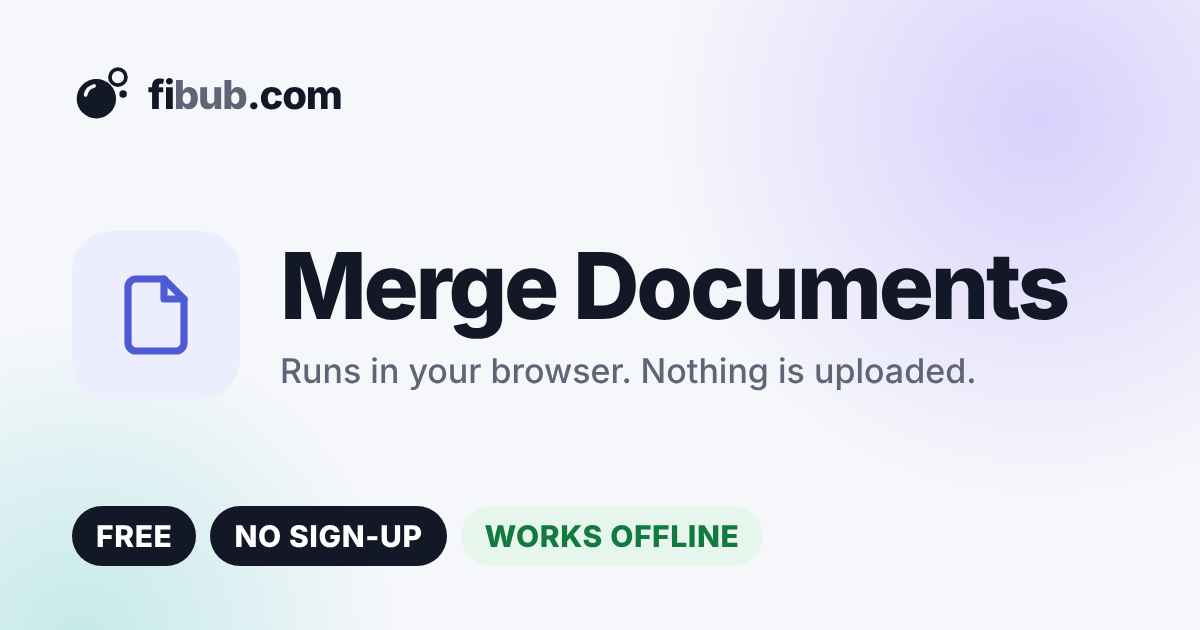 fibub.com
Merge Documents
Runs in your browser. Nothing is uploaded.
FREE NO SIGN-UP WORKS OFFLINE